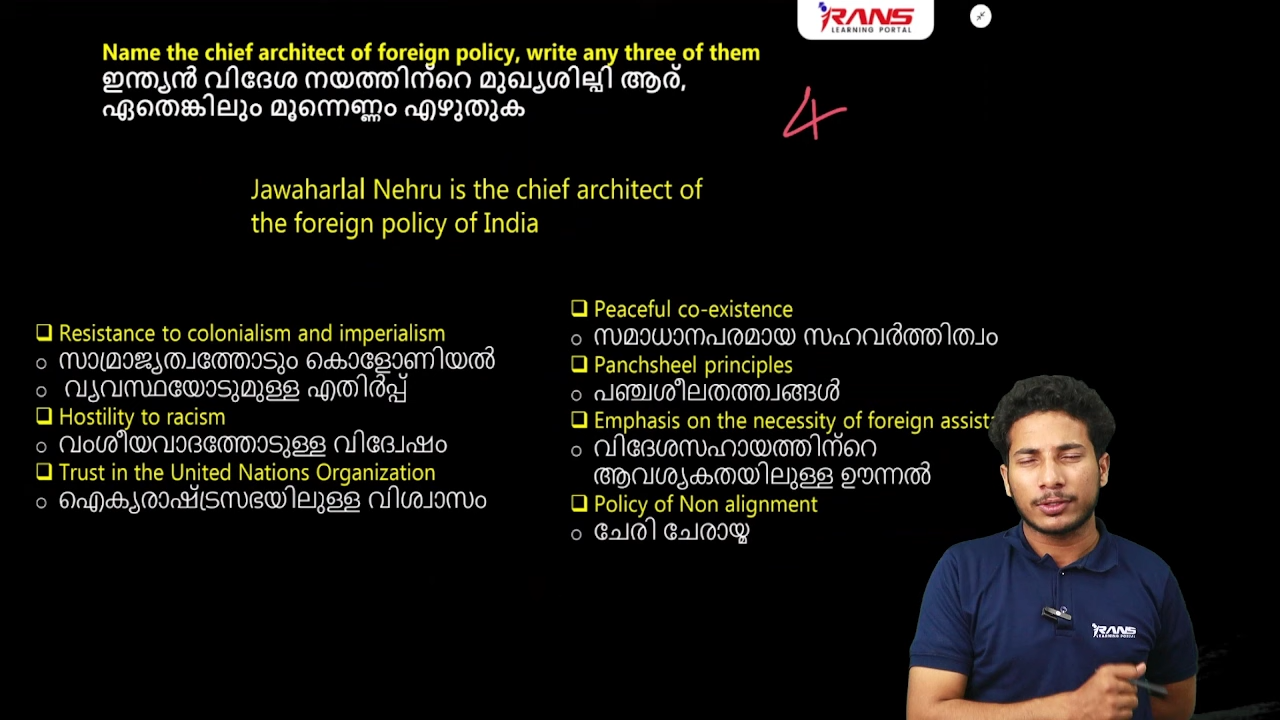 RANS
LEARNING PORTAL
Name the chief architect of foreign policy, write any three of them
ഇന്ത്യൻ വിദേശ നയത്തിന്റെ മുഖ്യശില്പി ആര്,
ഏതെങ്കിലും മൂന്നെണ്ണം എഴുതുക
4
Jawaharlal Nehru is the chief architect of
the foreign policy of India
Resistance to colonialism and imperialism
സാമ്രാജ്യത്വത്തോടും കൊളോണിയൽ
വ്യവസ്ഥയോടുമുള്ള എതിർപ്പ്
Hostility to racism
വംശീയവാദത്തോടുള്ള വിദ്വേഷം
Trust in the United Nations Organization
ഐക്യരാഷ്ട്രസഭയിലുള്ള വിശ്വാസം
Peaceful co-existence
സമാധാനപരമായ സഹവർത്തിത്വം
Panchsheel principles
പഞ്ചശീലതത്ത്വങ്ങൾ
Emphasis on the necessity of foreign assista
വിദേശസഹായത്തിന്റെ
ആവശ്യകതയിലുള്ള ഊന്നൽ
Policy of Non alignment
ചേരി ചേരായ്മ
RANS
LEARNING PORTAL